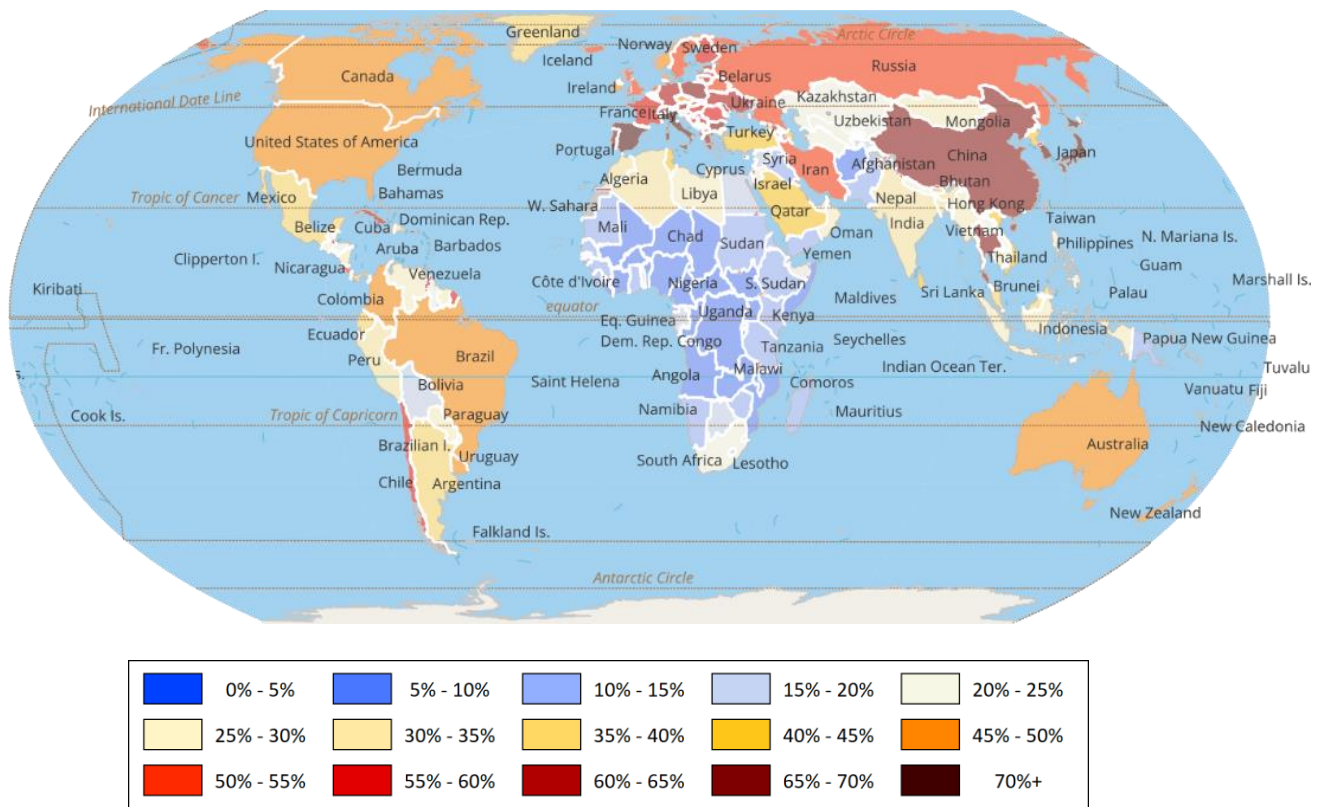 Greenland
Arctic Circle
Norway Sweden
Iceland
Russia
Canada
Belarus
Ireland
Kazakhstan
International Date Line
France Italy Ukraine
Uzbekistan Mongolia
Turkey
United States of America
Portugal
China Japan
Syria Afghanistan
Bermuda
Cyprus Iran
Algeria
Bhutan
Bahamas
Libya Israel
Tropic of Cancer Mexico
Nepal
Hong Kong
W. Sahara
Qatar
Cuba Dominican Rep.
Taiwan
Belize
Mali
India
Vietnam
Oman
Chad
Philippines N. Mariana Is.
Aruba Barbados
Sudan
Yemen
Thailand
Clipperton I.
Guam
Nicaragua Venezuela
Côte d'Ivoire Nigeria S. Sudan
Marshall Is.
Kiribati
Sri Lanka Brunei
Palau
Colombia
Maldives
equator
Uganda Kenya
Eq. Guinea
Indonesia
Ecuador
Dem. Rep. Congo
Seychelles
Papua New Guinea
Fr. Polynesia
Tanzania
Peru
Brazil
Indian Ocean Ter.
Tuvalu
Malawi
s.
Angola
Bolivia
Saint Helena
Comoros
Vanuatu Fiji
Namibia
Mauritius
Cook Is.
Tropic of Capricorn Paraguay
New Caledonia
Brazilian I.
Australia
Uruguay
South Africa Lesotho
Chile Argentina
New Zealand
Falkland Is.
Antarctic Circle
0% - 5% 5% - 10% 10% - 15% 15% - 20% 20% - 25%
25% - 30% 30% - 35% 35% - 40% 40% - 45% 45% - 50%
50% - 55% 55% - 60% 60% - 65% 65% - 70% 70%+